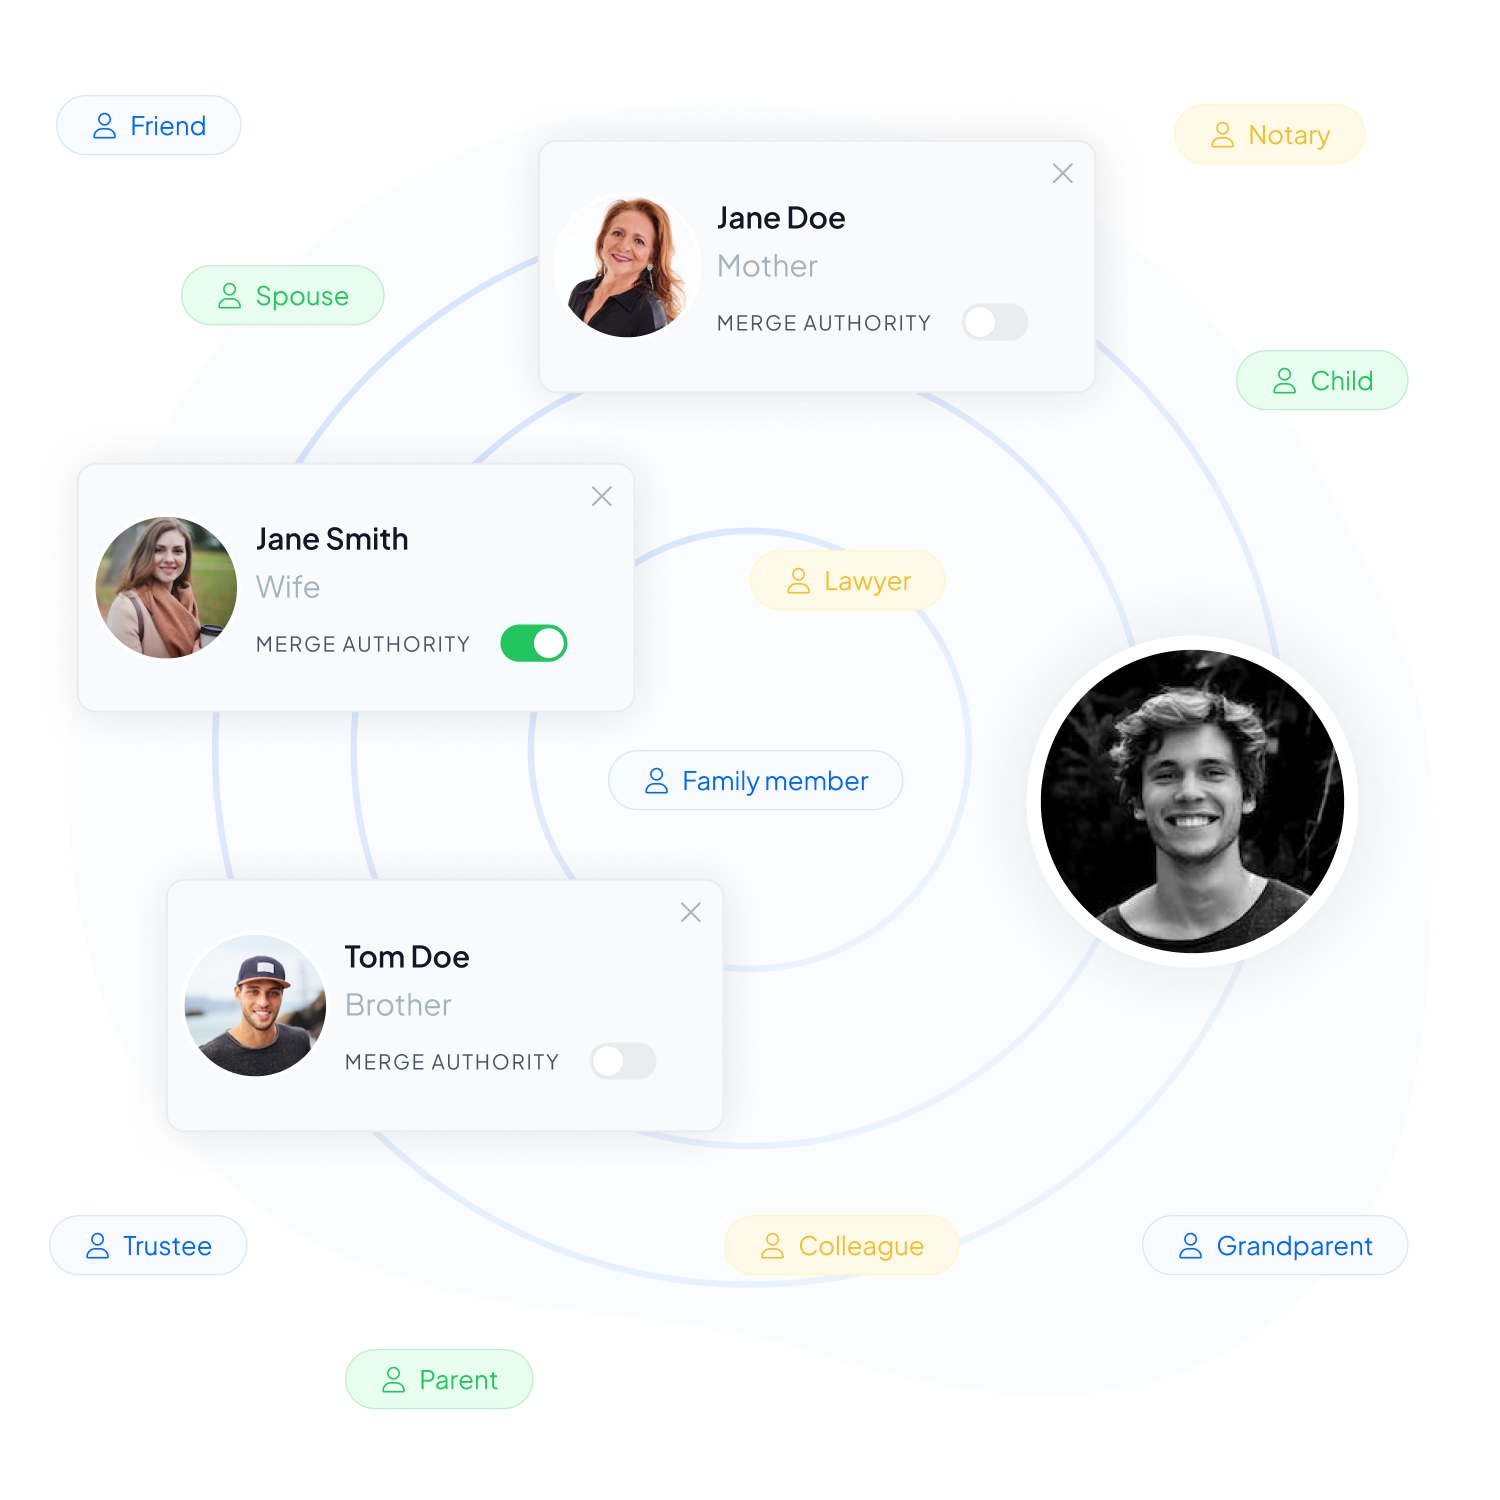 Friend
Notary
Jane Doe
Mother
MERGE AUTHORITY
Spouse
Child
Jane Smith
Wife
MERGE AUTHORITY
Lawyer
Family member
Tom Doe
Brother
MERGE AUTHORITY
Trustee
Colleague
Grandparent
Parent